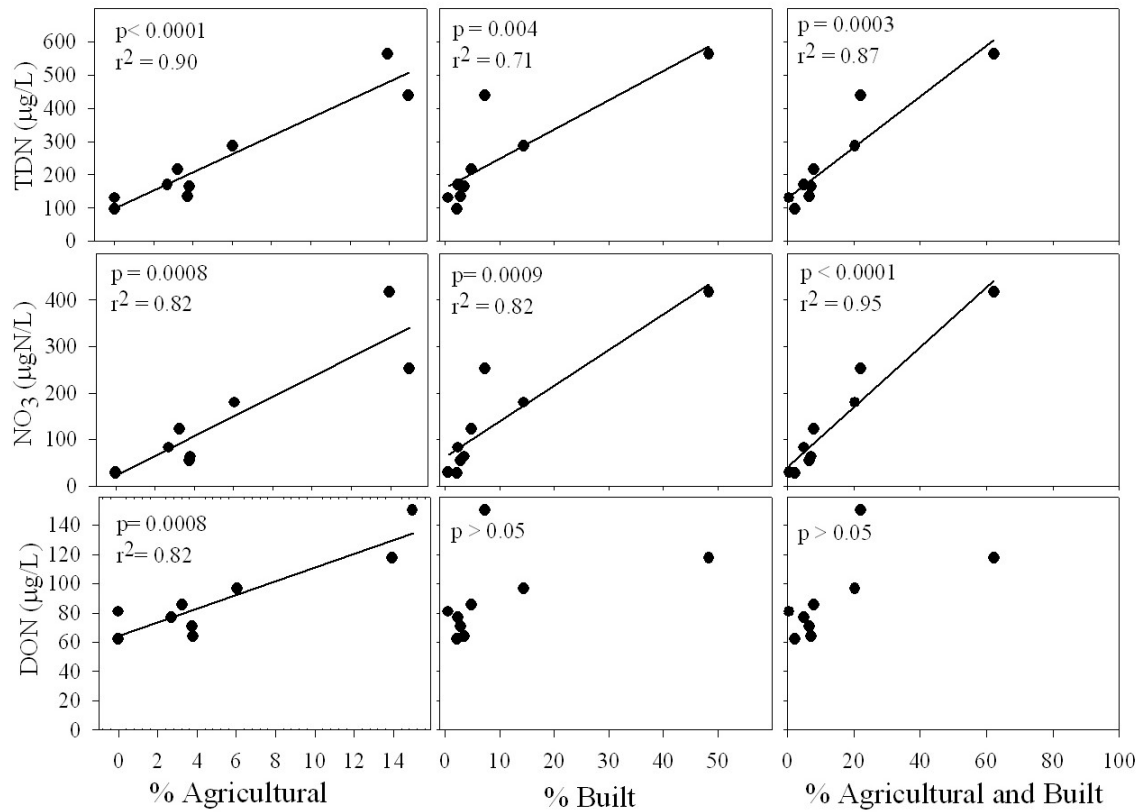 p< 0.0001
r2 = 0.90
p = 0.004
r2 = 0.71
p = 0.0003
r2 = 0.87
TDN (µg/L)
600
500
400
300
200
100
0
p = 0.0008
r2 = 0.82
p= 0.0009
r2 = 0.82
p < 0.0001
r2 = 0.95
NO3 (µgN/L)
400
300
200
100
0
p= 0.0008
r2= 0.82
p > 0.05
p > 0.05
DON (µg/L)
140
120
100
80
60
40
20
0
0 2 4 6 8 10 12 14
0 10 20 30 40 50
0 20 40 60 80 100
% Agricultural
% Built
% Agricultural and Built